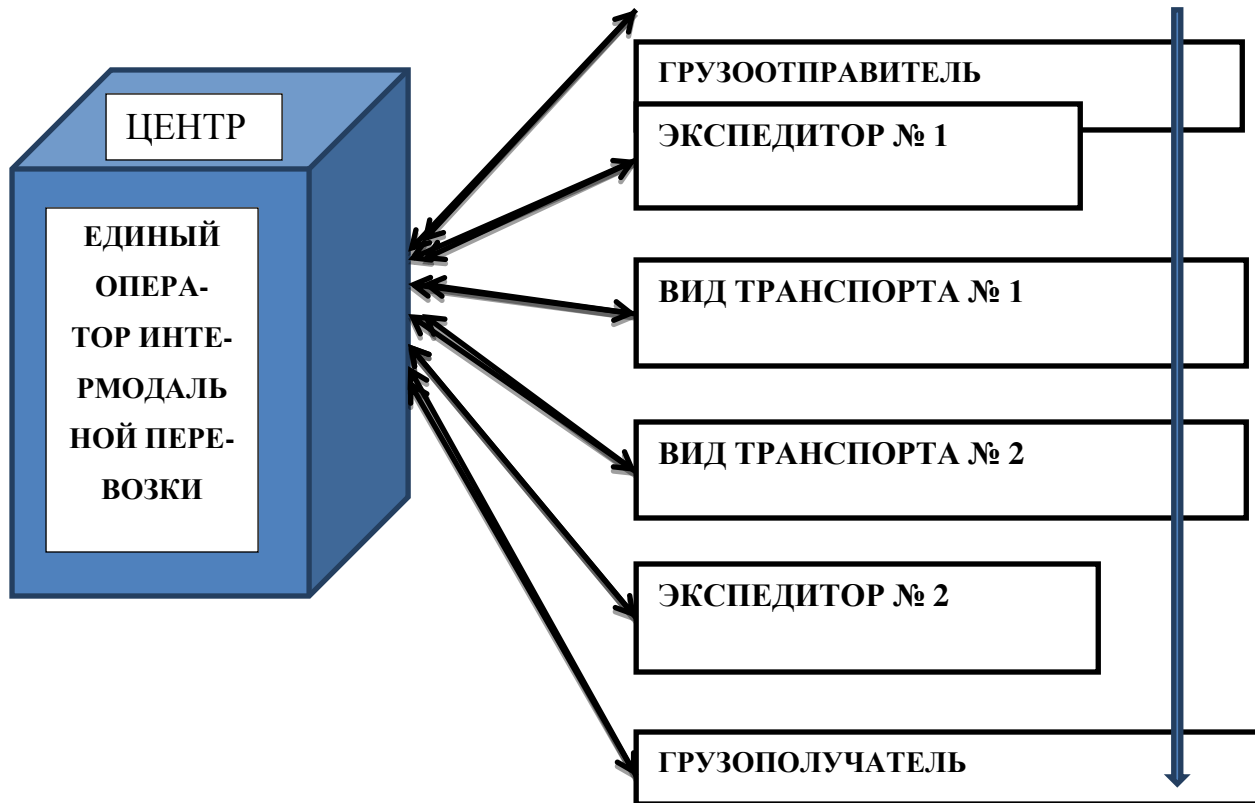 ЦЕНТР
ЕДИНЫЙ
ОПЕРА-
ТОР ИНТЕ-
РМОДАЛЬ
НОЙ ПЕРЕ-
ВОЗКИ
ГРУЗООТПРАВИТЕЛЬ
ЭКСПЕДИТОР № 1
ВИД ТРАНСПОРТА № 1
ВИД ТРАНСПОРТА № 2
ЭКСПЕДИТОР № 2
ГРУЗОПОЛУЧАТЕЛЬ